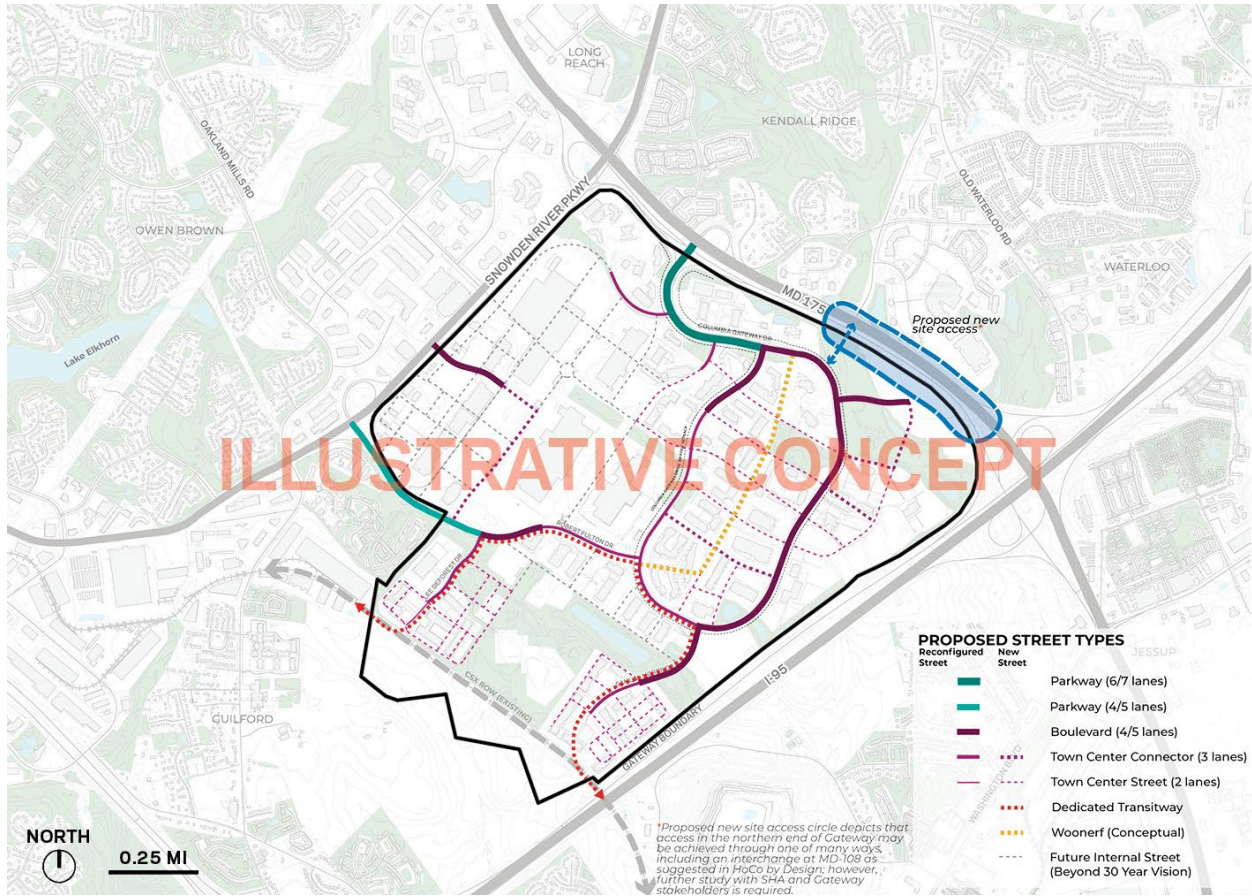 LONG
REACH
KENDALL RIDGE
OAKLAND MILLS RD
OLD WATERLOO RD
SNOWDEN RIVER PKWY
OWEN BROWN
WATERLOO
MD 175
Proposed new
site access*
COLUMBIA GATEWAY DR
Lake Elkhorn
ILLUSTRATIVE CONCEPT
ROBERT FULTON DR
LEE DEFOREST DR
CSX ROW (EXISTING)
GUILFORD
I-95
GATEWAY BOUNDARY
JESSUP
WASHINGTON BLVD
PROPOSED STREET TYPES
Reconfigured Street
New Street
Parkway (6/7 lanes)
Parkway (4/5 lanes)
Boulevard (4/5 lanes)
Town Center Connector (3 lanes)
Town Center Street (2 lanes)
Dedicated Transitway
Woonerf (Conceptual)
Future Internal Street
(Beyond 30 Year Vision)
NORTH
0.25 MI
*Proposed new site access circle depicts that
access in the northern end of Gateway may
be achieved through one of many ways,
including an interchange at MD-108 as
suggested in HoCo by Design; however,
further study with SHA and Gateway
stakeholders is required.